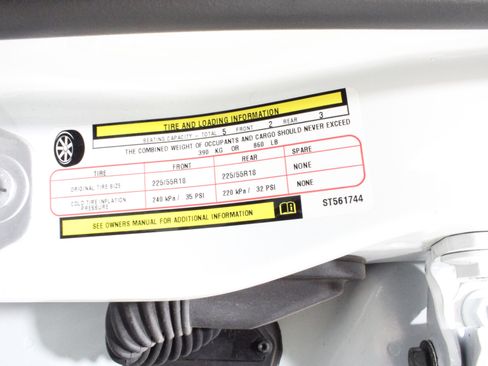 TIRE AND LOADING INFORMATION
SEATING CAPACITY - TOTAL 5 FRONT 2 REAR 3
THE COMBINED WEIGHT OF OCCUPANTS AND CARGO SHOULD NEVER EXCEED
390 KG OR 860 LB
TIRE FRONT REAR SPARE
ORIGINAL TIRE SIZE 225/55R18 225/55R18 NONE
COLD TIRE INFLATION PRESSURE 240 kPa / 35 PSI 220 kPa / 32 PSI NONE
SEE OWNERS MANUAL FOR ADDITIONAL INFORMATION
ST561744